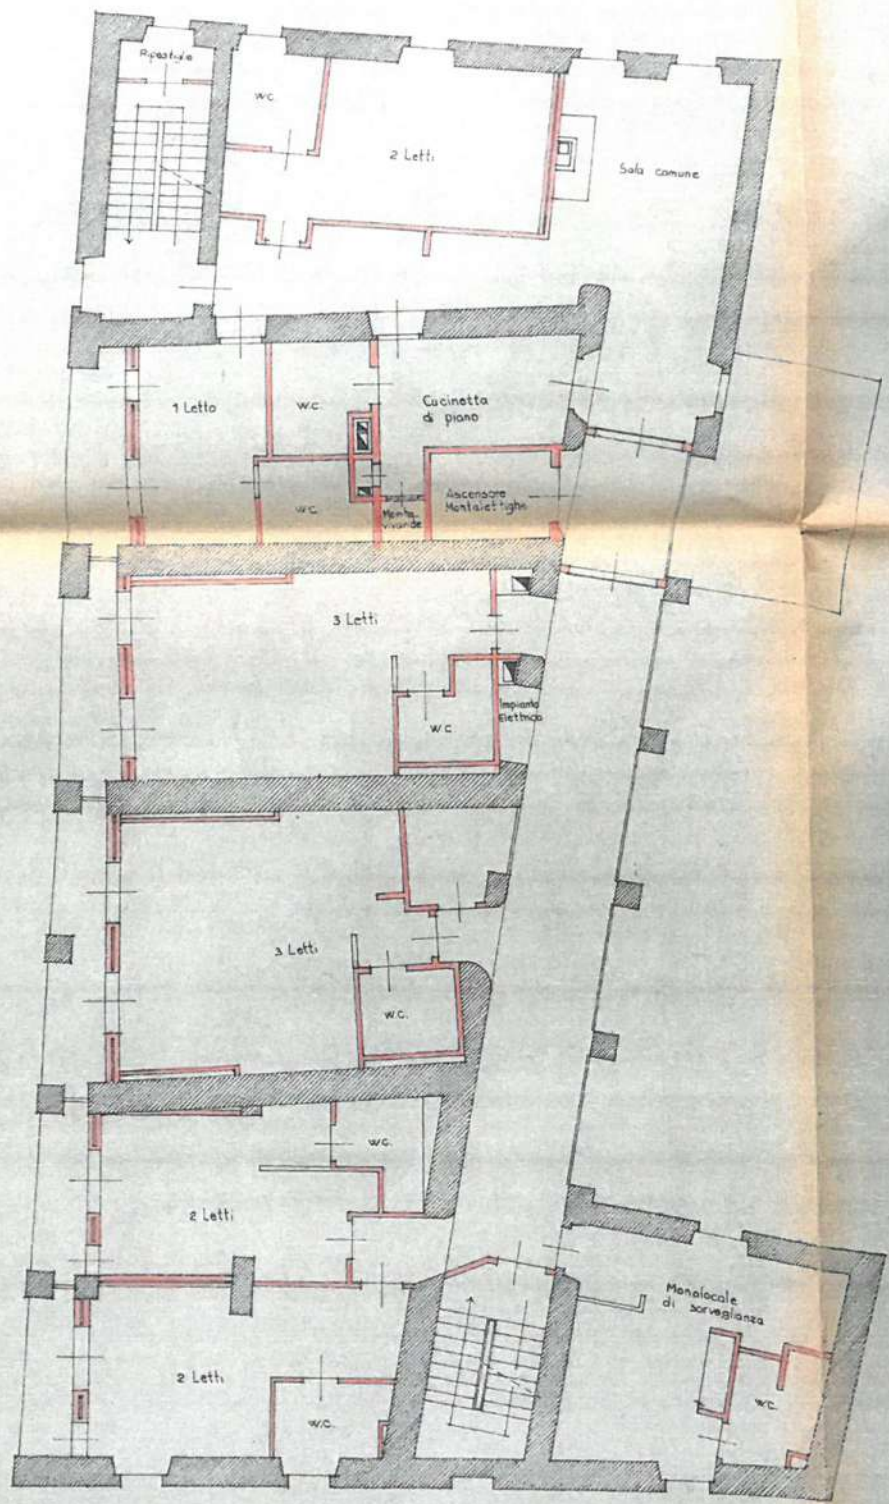 Ripostiglio
W.C.
2 Letti
Sala comune
1 Letto
W.C.
Cucinetta
di piano
W.C.
Monta
vivande
Ascensore
Montalettighe
3 Letti
W.C
Impianto
Elettrico
3 Letti
W.C.
W.C.
2 Letti
Monolocale
di sorveglianza
2 Letti
W.C.
W.C.